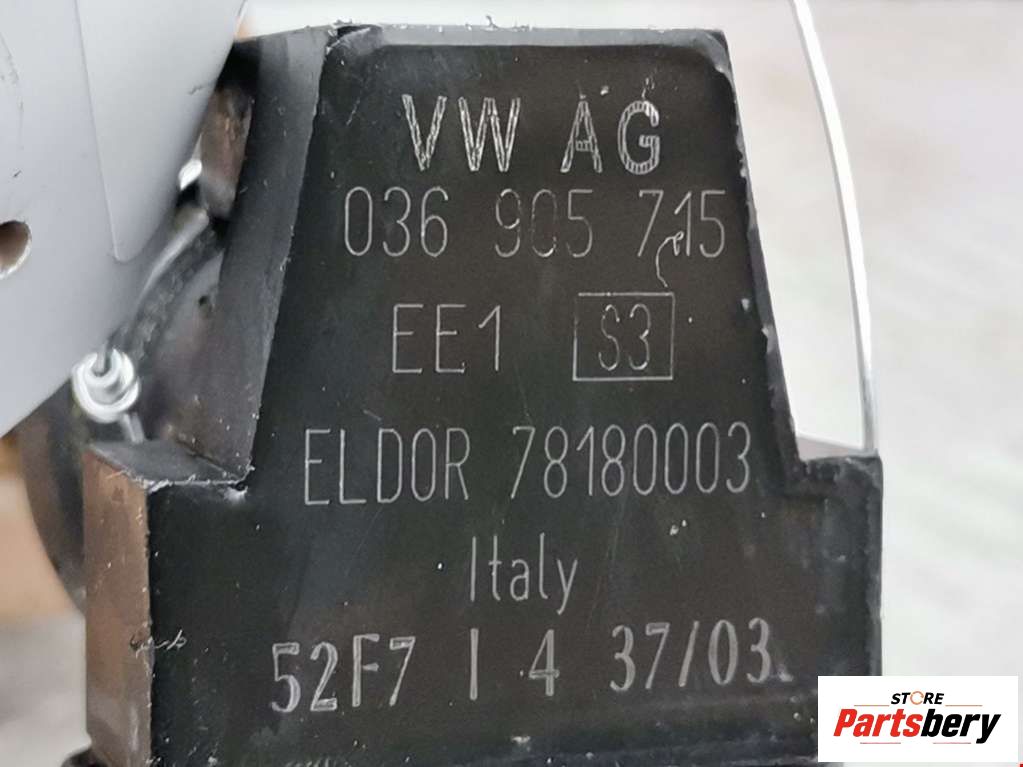 VW AG
036 905 715
EE1 S3
ELDOR 78180003
Italy
52F7 I 4 37/03
STORE
Partsbery